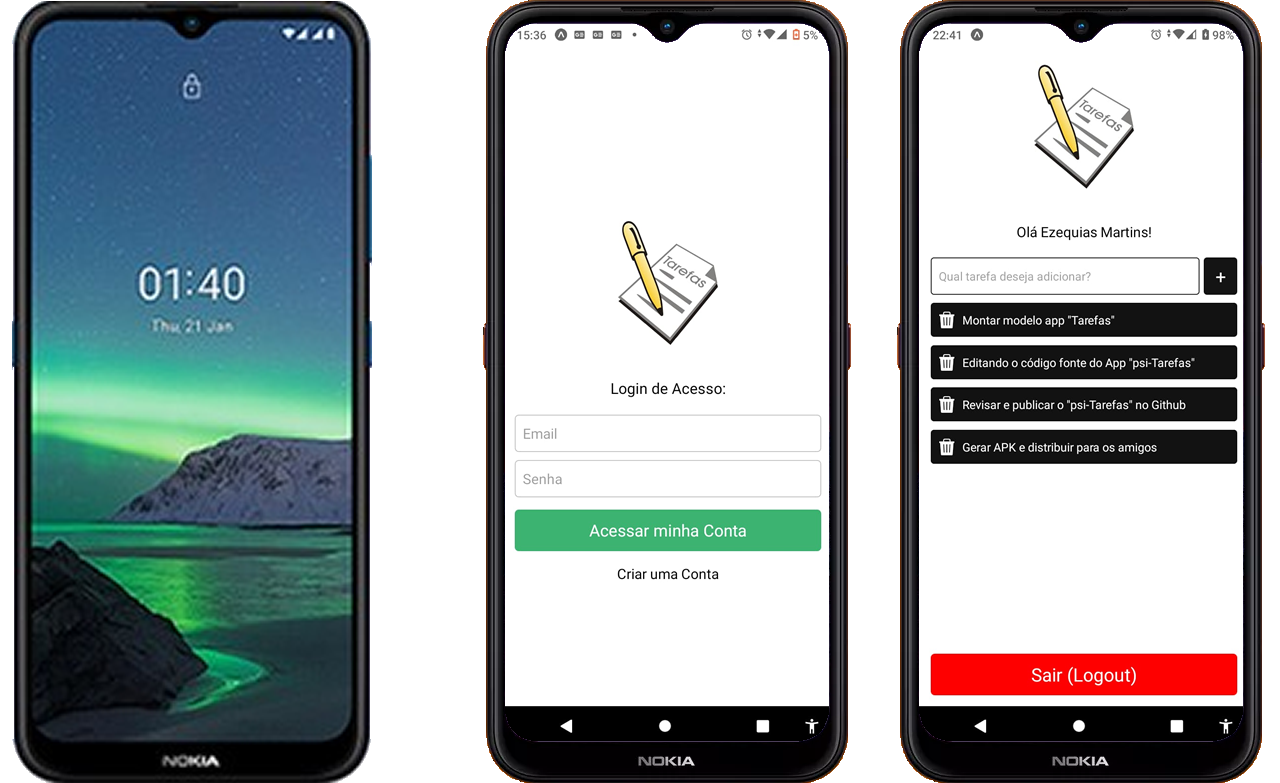 01:40
Thu, 21 Jan
NOKIA
15:36
5%
Tarefas
Login de Acesso:
Email
Senha
Acessar minha Conta
Criar uma Conta
NOKIA
22:41
98%
Tarefas
Olá Ezequias Martins!
Qual tarefa deseja adicionar?
+
Montar modelo app "Tarefas"
Editando o código fonte do App "psi-Tarefas"
Revisar e publicar o "psi-Tarefas" no Github
Gerar APK e distribuir para os amigos
Sair (Logout)
NOKIA